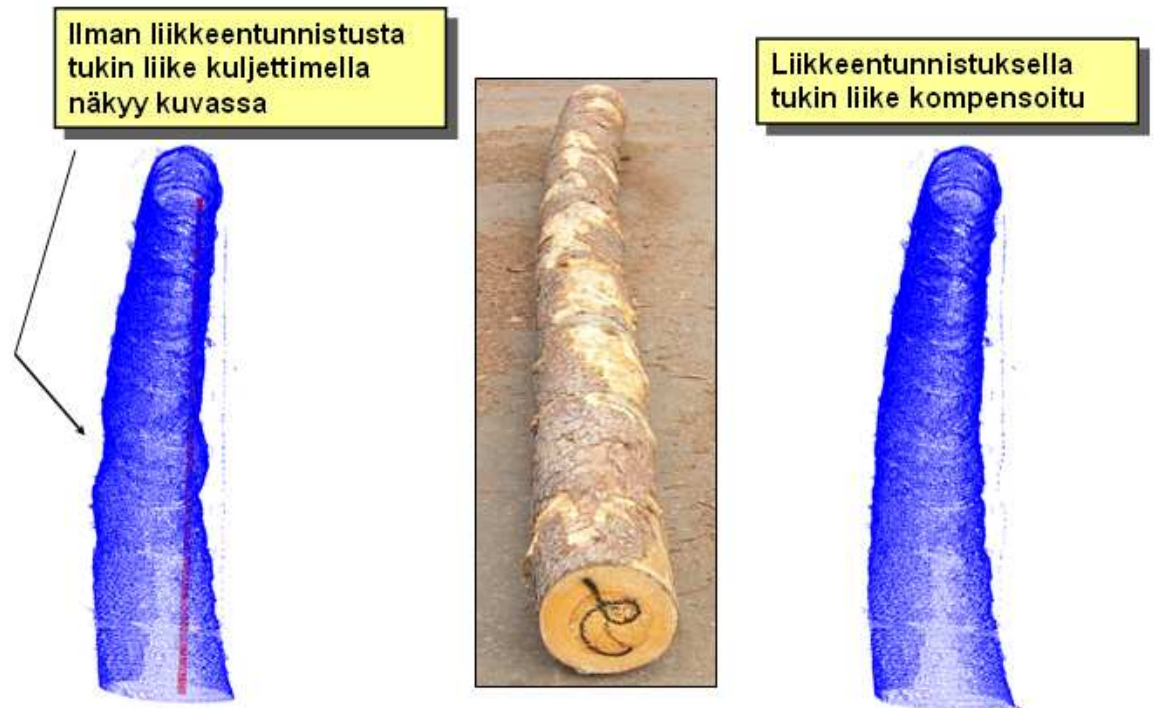 Ilman liikkeentunnistusta
tukin liike kuljettimella
näkyy kuvassa
Liikkeentunnistuksella
tukin liike kompensoitu